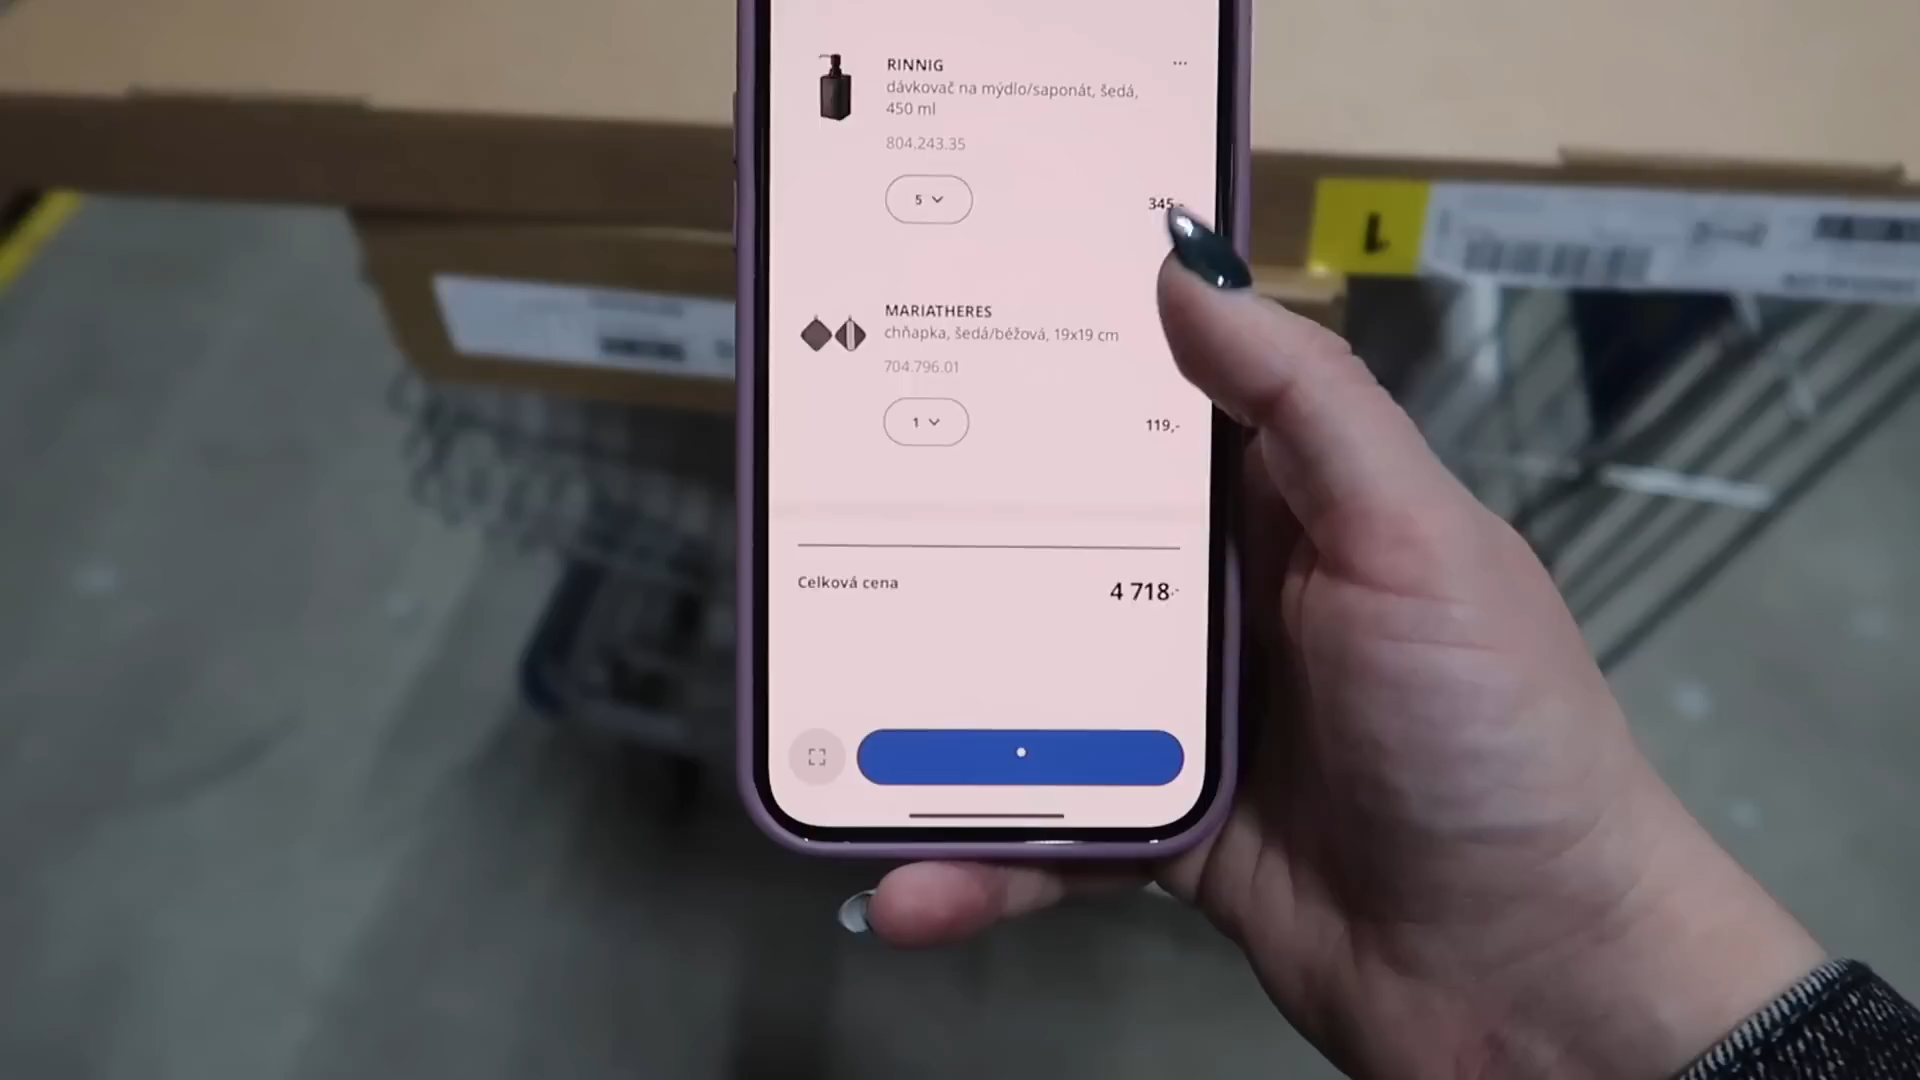 RINNIG
dávkovač na mýdlo/saponát, šedá,
450 ml
804.243.35
5
345,-
MARIATHERES
chňapka, šedá/béžová, 19x19 cm
704.796.01
1
119,-
Celková cena
4 718.-